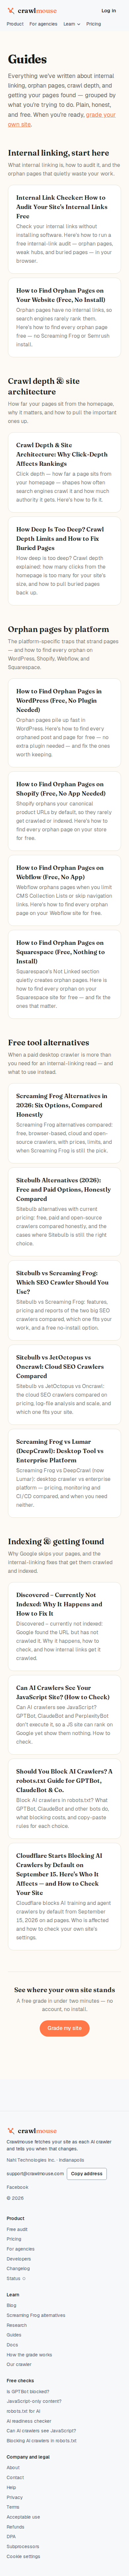 crawlmouse
Log in
Product
For agencies
Learn
Pricing
Guides
Everything we've written about internal
linking, orphan pages, crawl depth, and
getting your pages found — grounded by
what you're trying to do. Plain, honest,
and free. When you're ready, grade your
own site.
Internal linking, start here
What internal linking is, how to audit it, and the
orphan pages that quietly waste your work.
Internal Link Checker: How to
Audit Your Site's Internal Links
Free
Check your internal links without
installing software. Here's how to run a
free internal-link audit — orphan pages,
weak hubs, and buried pages — in your
browser.
How to Find Orphan Pages on
Your Website (Free, No Install)
Orphan pages have no internal links, so
search engines rarely rank them.
Here's how to find every orphan page
free — no Screaming Frog or Semrush
install.
Crawl depth & site
architecture
How far your pages sit from the homepage,
why it matters, and how to pull the important
ones up.
Crawl Depth & Site
Architecture: Why Click-Depth
Affects Rankings
Click depth — how far a page sits from
your homepage — shapes how often
search engines crawl it and how much
authority it gets. Here's how to fix it.
How Deep Is Too Deep? Crawl
Depth Limits and How to Fix
Buried Pages
How deep is too deep? Crawl depth
explained: how many clicks from the
homepage is too many for your site's
size, and how to pull buried pages
back up.
Orphan pages by platform
The platform-specific traps that strand pages
— and how to find every orphan on
WordPress, Shopify, Webflow, and
Squarespace.
How to Find Orphan Pages in
WordPress (Free, No Plugin
Needed)
Orphan pages pile up fast in
WordPress. Here's how to find every
orphaned post and page for free — no
extra plugin needed — and fix the ones
worth keeping.
How to Find Orphan Pages on
Shopify (Free, No App Needed)
Shopify orphans collections and
product URLs by default, so they rarely
get crawled or indexed. Here's how to
find every orphan page on Shopify for
free.
How to Find Orphan Pages on
Webflow (Free, No App)
Webflow orphans pages when you limit
CMS Collection Lists or skip navigation
links. Here's how to find every orphan
page on your Webflow site for free.
How to Find Orphan Pages on
Squarespace (Free, Nothing to
Install)
Squarespace's Not Linked section
quietly creates orphan pages. Here is
how to find every orphan page on your
Squarespace site for free — and fix the
ones that matter.
Free tool alternatives
When a paid desktop crawler is more than
you need for an internal-linking read — and
what to use instead.
Screaming Frog Alternatives in
2026: Six Options, Compared
Honestly
Screaming Frog alternatives compared:
free, browser-based, cloud and open-
source crawlers, with prices, limits, and
when Screaming Frog is still the pick.
Sitebulb Alternatives (2026):
Free and Paid Options, Honestly
Compared
Sitebulb alternatives with current
pricing: free, paid and open-source
crawlers compared honestly, and the
cases where Sitebulb is still the right
choice.
Sitebulb vs Screaming Frog:
Which SEO Crawler Should You
Use?
Sitebulb vs Screaming Frog: features,
pricing and scope of the two big SEO
crawlers compared, which one fits your
work, and a free no-install option.
Sitebulb vs JetOctopus vs
Oncrawl: Cloud SEO Crawlers
Compared
Sitebulb vs JetOctopus vs Oncrawl:
the cloud SEO crawlers compared on
pricing, log-file analysis and scale, and
which one fits your site.
Screaming Frog vs Lumar
(DeepCrawl): Desktop Tool vs
Enterprise Platform
Screaming Frog vs DeepCrawl (now
Lumar): desktop crawler vs enterprise
platform — pricing, monitoring and
CI/CD compared, and when you need
neither.
Indexing & getting found
Why Google skips your pages, and the
internal-linking fixes that get them crawled
and indexed.
Discovered – Currently Not
Indexed: Why It Happens and
How to Fix It
Discovered – currently not indexed:
Google found the URL but has not
crawled it. Why it happens, how to
check, and how internal links get it
crawled.
Can AI Crawlers See Your
JavaScript Site? (How to Check)
Can AI crawlers see JavaScript?
GPTBot, ClaudeBot and PerplexityBot
don't execute it, so a JS site can rank on
Google yet show them nothing. How to
check.
Should You Block AI Crawlers? A
robots.txt Guide for GPTBot,
ClaudeBot & Co.
Block AI crawlers in robots.txt? What
GPTBot, ClaudeBot and other bots do,
what blocking costs, and copy-paste
rules for each choice.
Cloudflare Starts Blocking AI
Crawlers by Default on
September 15. Here's Who It
Affects — and How to Check
Your Site
Cloudflare blocks AI training and agent
crawlers by default from September
15, 2026 on ad pages. Who is affected
and how to check your own site's
settings.
See where your own site stands
A free grade in under two minutes — no
account, no install.
Grade my site
crawlmouse
Crawlmouse fetches your site as each AI crawler
and tells you when that changes.
Nahi Technologies Inc. · Indianapolis
support@crawlmouse.com
Copy address
Facebook
© 2026
Product
Free audit
Pricing
For agencies
Developers
Changelog
Status
Learn
Blog
Screaming Frog alternatives
Research
Guides
Docs
How the grade works
Our crawler
Free checks
Is GPTBot blocked?
JavaScript-only content?
robots.txt for AI
AI readiness checker
Can AI crawlers see JavaScript?
Blocking AI crawlers in robots.txt
Company and legal
About
Contact
Help
Privacy
Terms
Acceptable use
Refunds
DPA
Subprocessors
Cookie settings